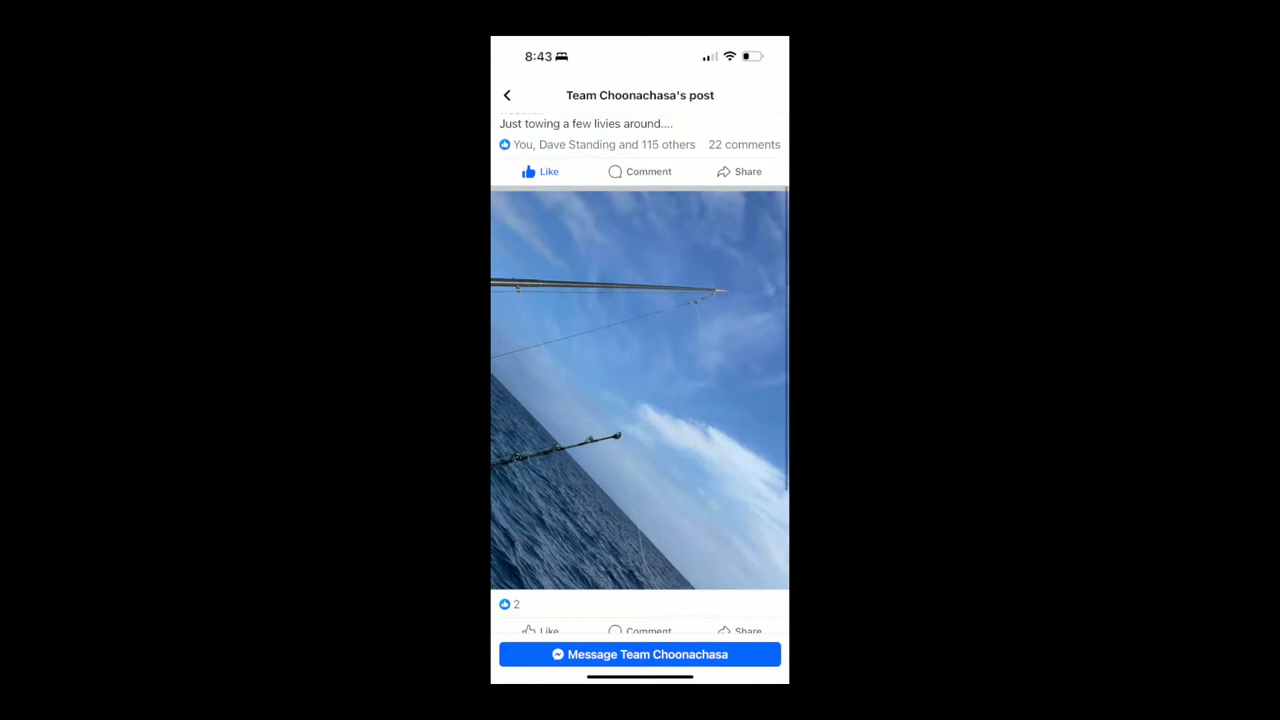 8:43
Team Choonachasa's post
Just towing a few livies around....
You, Dave Standing and 115 others 22 comments
Like Comment Share
2
Like Comment Share
Message Team Choonachasa